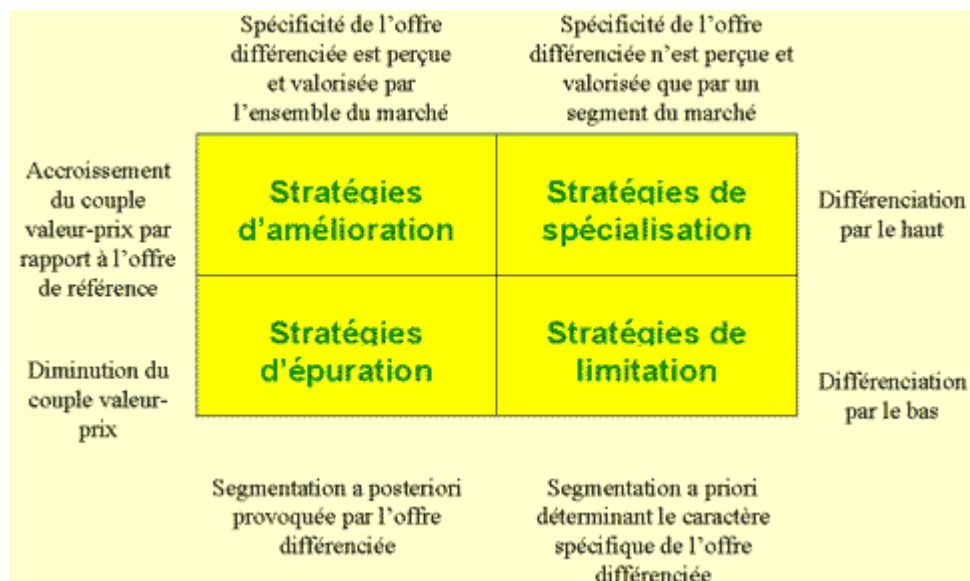 Spécificité de l'offre
différenciée est perçue
et valorisée par
l'ensemble du marché
Spécificité de l'offre
différenciée n'est perçue et
valorisée que par un
segment du marché
Accroissement
du couple
valeur-prix par
rapport à l'offre
de référence
Stratégies
d'amélioration
Stratégies de
spécialisation
Différenciation
par le haut
Diminution du
couple valeur-
prix
Stratégies
d'épuration
Stratégies de
limitation
Différenciation
par le bas
Segmentation a posteriori
provoquée par l'offre
différenciée
Segmentation a priori
déterminant le caractère
spécifique de l'offre
différenciée